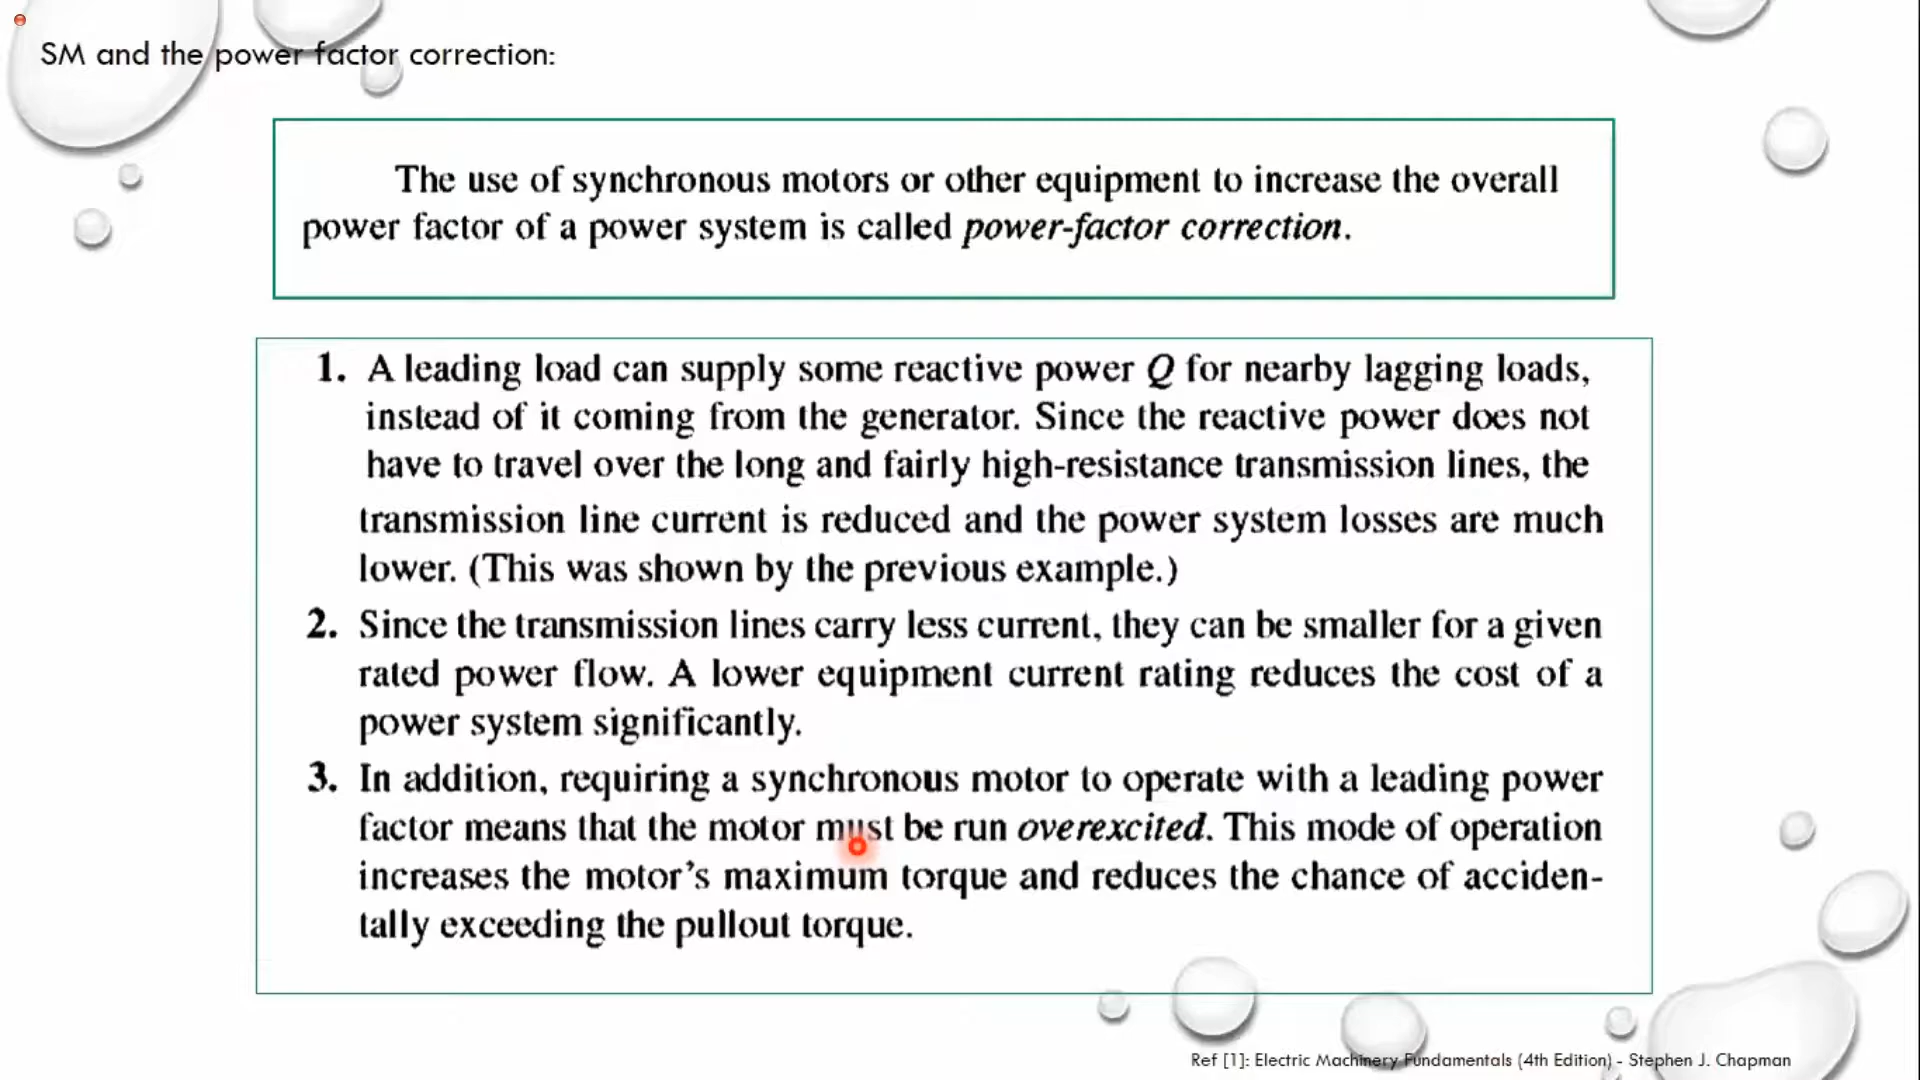 SM and the power factor correction:
The use of synchronous motors or other equipment to increase the overall
power factor of a power system is called power-factor correction.
1. A leading load can supply some reactive power Q for nearby lagging loads,
instead of it coming from the generator. Since the reactive power does not
have to travel over the long and fairly high-resistance transmission lines, the
transmission line current is reduced and the power system losses are much
lower. (This was shown by the previous example.)
2. Since the transmission lines carry less current, they can be smaller for a given
rated power flow. A lower equipment current rating reduces the cost of a
power system significantly.
3. In addition, requiring a synchronous motor to operate with a leading power
factor means that the motor must be run overexcited. This mode of operation
increases the motor's maximum torque and reduces the chance of acciden-
tally exceeding the pullout torque.
Ref [1]: Electric Machinery Fundamentals (4th Edition) - Stephen J. Chapman